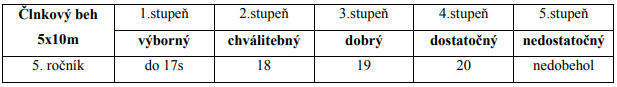 Člnkový beh 1.stupeň 2.stupeň 3.stupeň 4.stupeň 5.stupeň
5x10m výborný chválitebný dobrý dostatočný nedostatočný
5. ročník do 17s 18 19 20 nedobehol